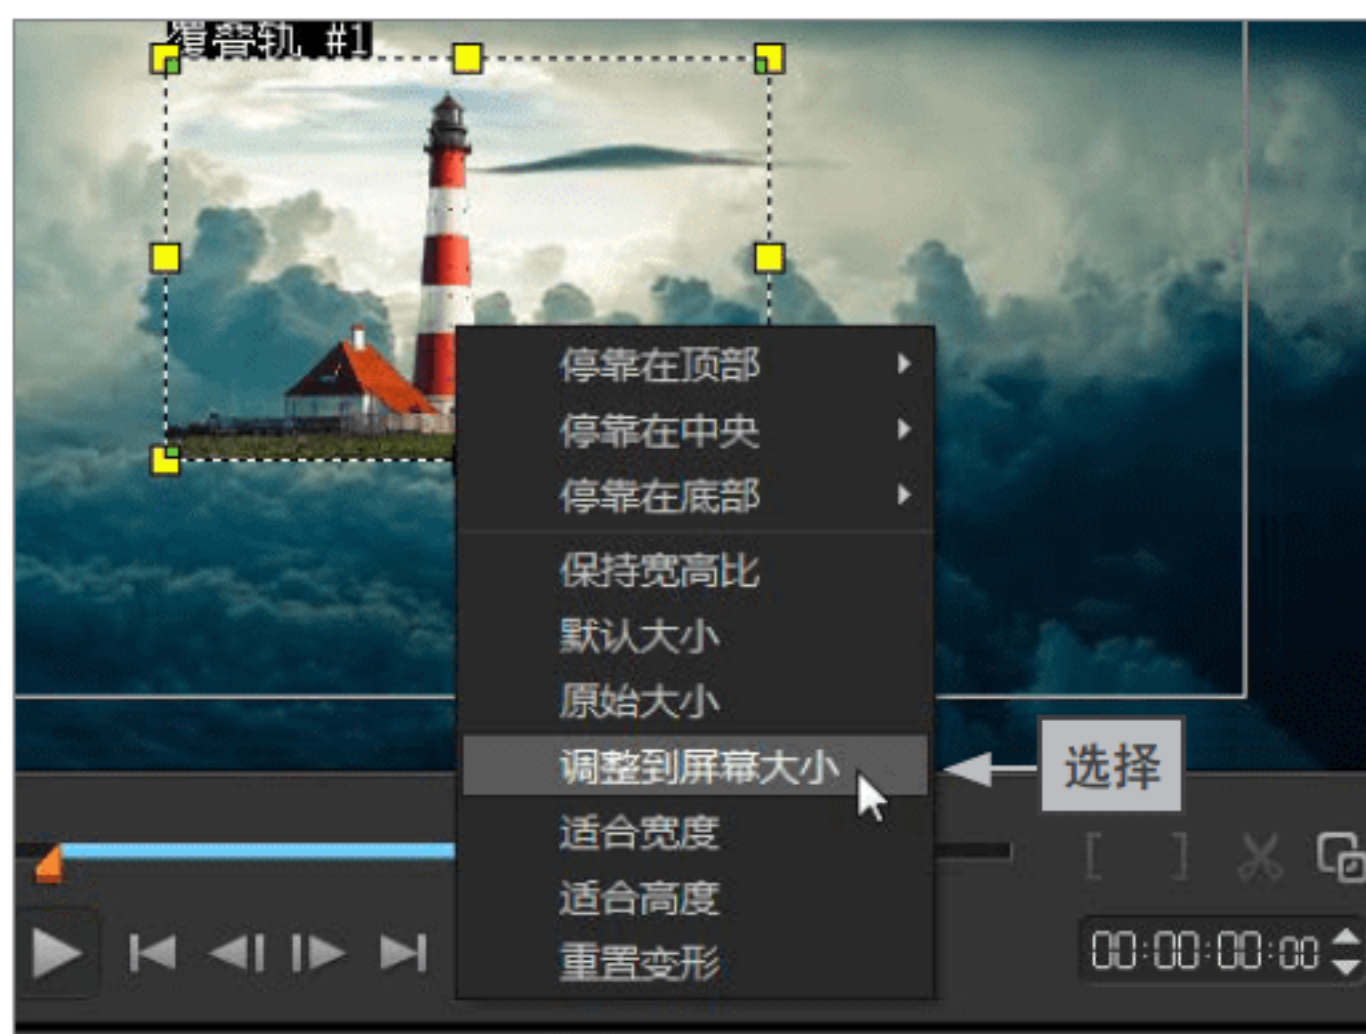 覆叠轨 #1
停靠在顶部
停靠在中央
停靠在底部
保持宽高比
默认大小
原始大小
调整到屏幕大小
选择
适合宽度
适合高度
重置变形
[ ]
00:00:00:00